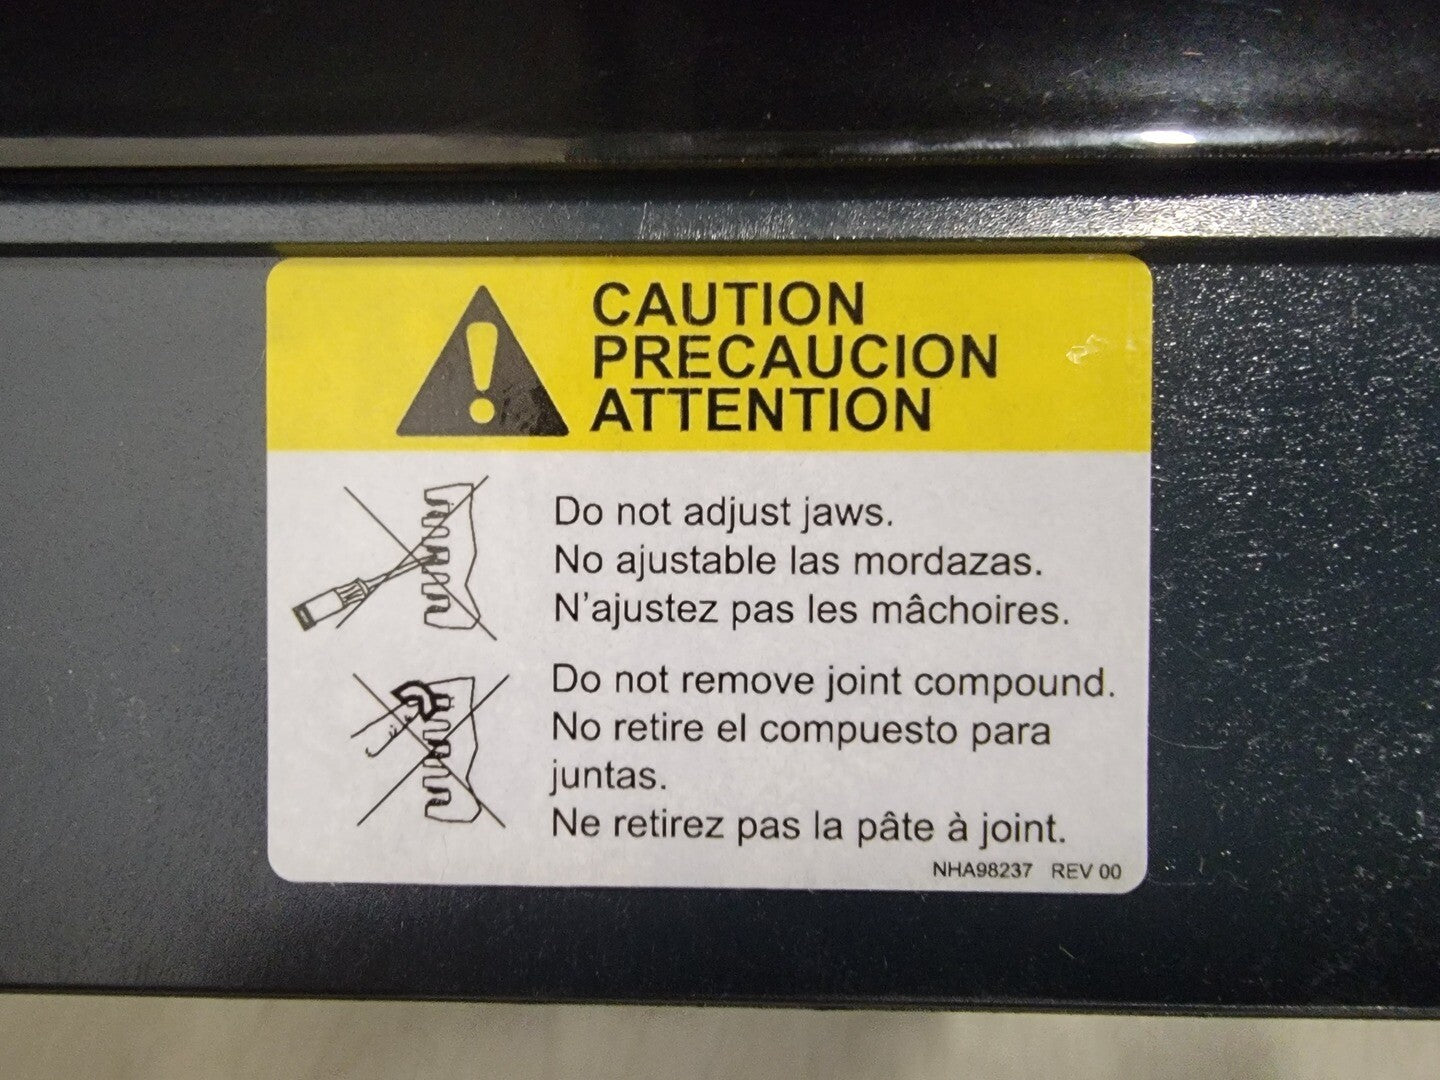 CAUTION
PRECAUCION
ATTENTION
Do not adjust jaws.
No ajustable las mordazas.
N'ajustez pas les mâchoires.
Do not remove joint compound.
No retire el compuesto para
juntas.
Ne retirez pas la pâte à joint.
NHA98237 REV 00